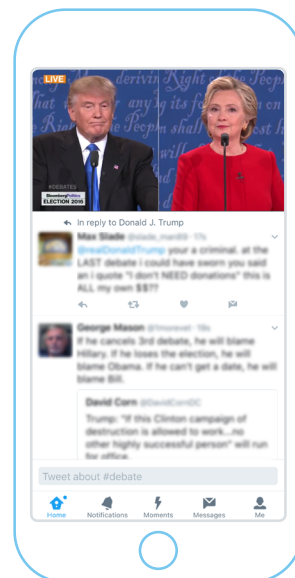 LIVE
#DEBATES
BloombergPolitics
ELECTION 2016
In reply to Donald J. Trump
Max Slade
@realDonaldTrump your a criminal. at the
LAST debate i could have sworn you said
an i quote "I don't NEED donations" this is
ALL my own $$??
George Mason
If he cancels 3rd debate, he will blame
Hillary. If he loses the election, he will
blame Obama. If he can't get a date, he will
blame Bill.
David Corn @DavidCornDC
Trump: "If this Clinton campaign of
destruction is allowed to work...no
other highly successful person" will run
for office.
Tweet about #debate
Home Notifications Moments Messages Me